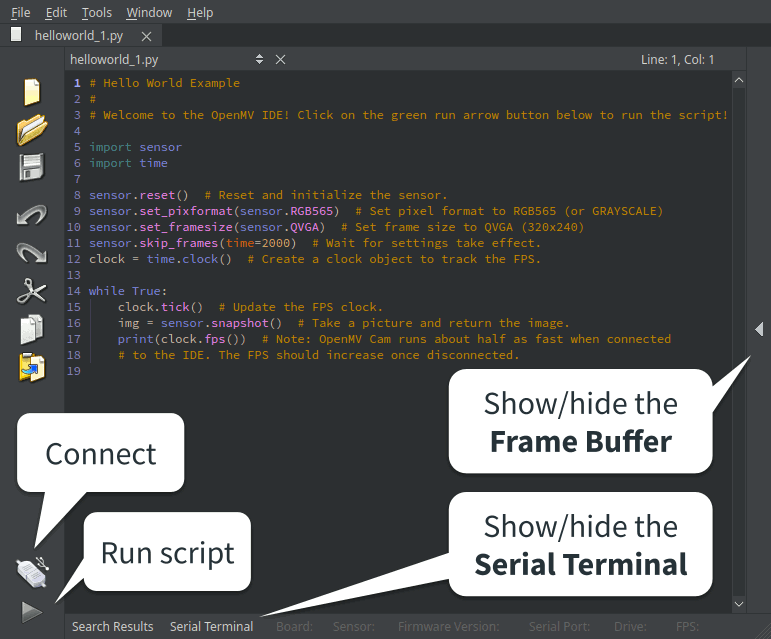 File Edit Tools Window Help
helloworld_1.py
helloworld_1.py Line: 1, Col: 1
1 # Hello World Example
2 #
3 # Welcome to the OpenMV IDE! Click on the green run arrow button below to run the script!
4
5 import sensor
6 import time
7
8 sensor.reset() # Reset and initialize the sensor.
9 sensor.set_pixformat(sensor.RGB565) # Set pixel format to RGB565 (or GRAYSCALE)
10 sensor.set_framesize(sensor.QVGA) # Set frame size to QVGA (320x240)
11 sensor.skip_frames(time=2000) # Wait for settings take effect.
12 clock = time.clock() # Create a clock object to track the FPS.
13
14 while True:
15 clock.tick() # Update the FPS clock.
16 img = sensor.snapshot() # Take a picture and return the image.
17 print(clock.fps()) # Note: OpenMV Cam runs about half as fast when connected
18 # to the IDE. The FPS should increase once disconnected.
19
Show/hide the
Frame Buffer
Connect
Show/hide the
Serial Terminal
Run script
Search Results Serial Terminal Board: Sensor: Firmware Version: Serial Port: Drive: FPS: